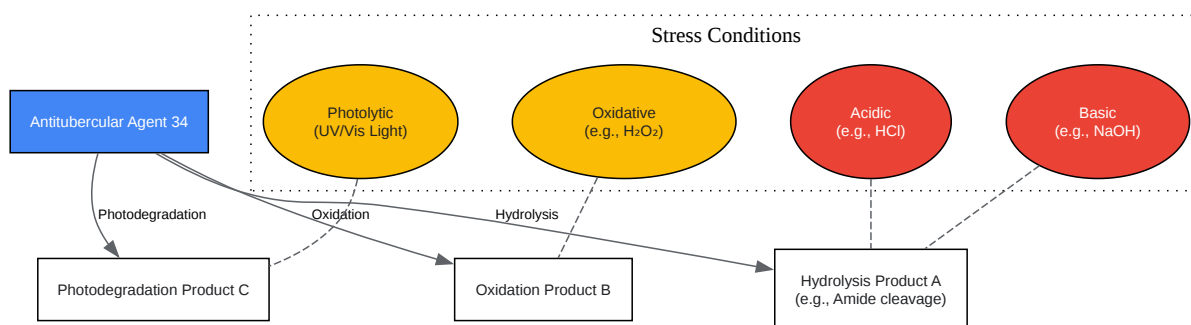 Stress Conditions
Antitubercular Agent 34
Photolytic
(UV/Vis Light)
Oxidative
(e.g., H₂O₂)
Acidic
(e.g., HCl)
Basic
(e.g., NaOH)
Photodegradation
Oxidation
Hydrolysis
Photodegradation Product C
Oxidation Product B
Hydrolysis Product A
(e.g., Amide cleavage)